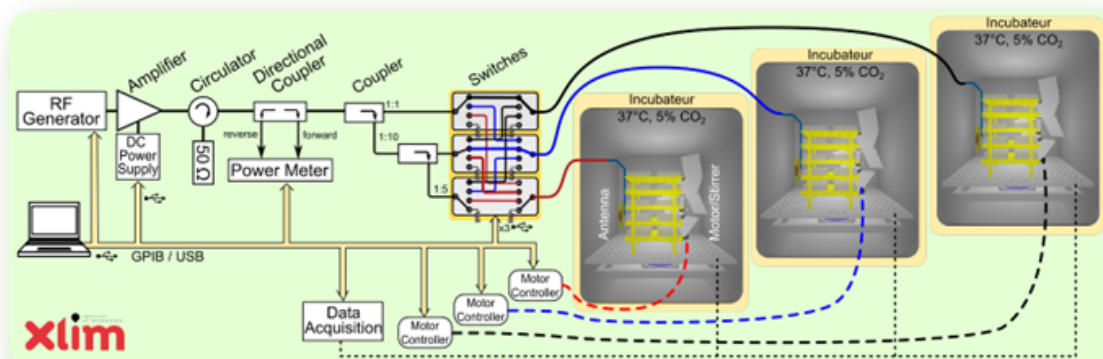 RF
Generator
Amplifier
Circulator
Directional
Coupler
Coupler
Switches
1:1
1:10
1:5
reverse
forward
DC
Power
Supply
50 Ω
Power Meter
x3
GPIB / USB
Data
Acquisition
Motor
Controller
Motor
Controller
Motor
Controller
Incubateur
37°C, 5% CO2
Antenna
Motor/Stirrer
Incubateur
37°C, 5% CO2
Incubateur
37°C, 5% CO2
Xlim